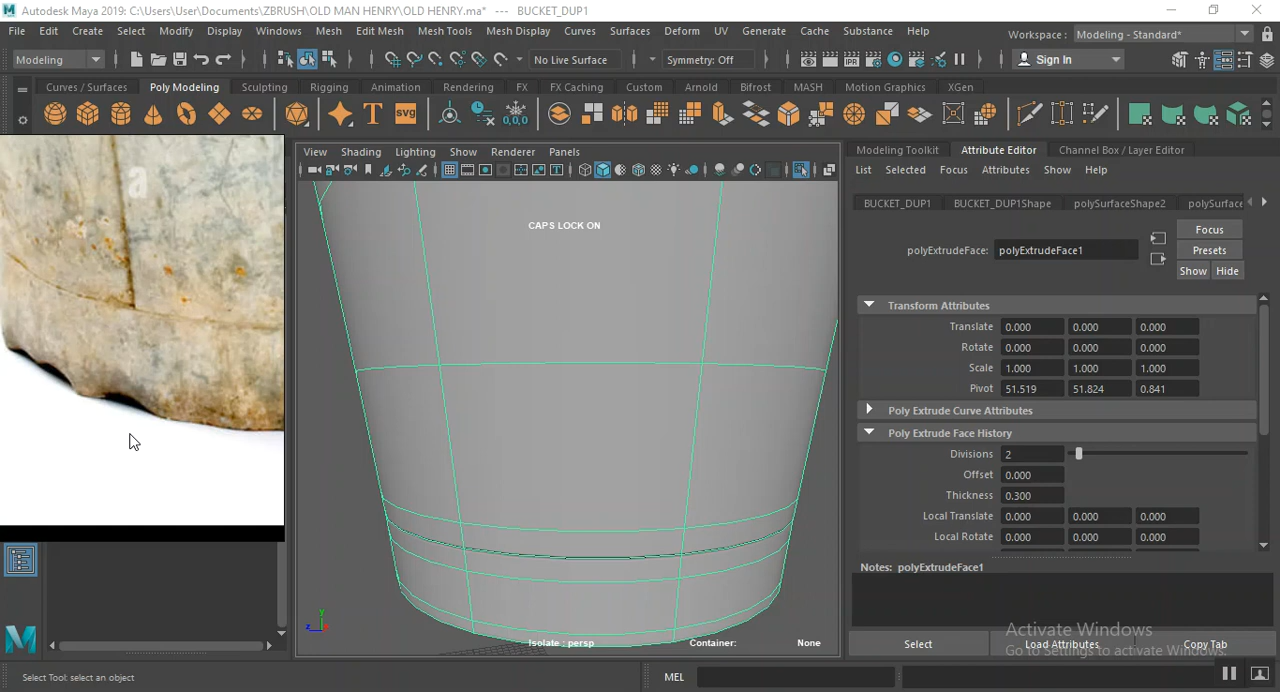 Autodesk Maya 2019: C:\Users\User\Documents\ZBRUSH\OLD MAN HENRY\OLD HENRY.ma* --- BUCKET_DUP1
File Edit Create Select Modify Display Windows Mesh Edit Mesh Mesh Tools Mesh Display Curves Surfaces Deform UV Generate Cache Substance Help
Workspace : Modeling - Standard*
Modeling No Live Surface Symmetry: Off Sign In
Curves / Surfaces Poly Modeling Sculpting Rigging Animation Rendering FX FX Caching Custom Arnold Bifrost MASH Motion Graphics XGen
View Shading Lighting Show Renderer Panels
Modeling Toolkit Attribute Editor Channel Box / Layer Editor
List Selected Focus Attributes Show Help
BUCKET_DUP1 BUCKET_DUP1Shape polySurfaceShape2 polySurface
CAPS LOCK ON
Focus
polyExtrudeFace: polyExtrudeFace1
Presets
Show Hide
Transform Attributes
Translate 0.000 0.000 0.000
Rotate 0.000 0.000 0.000
Scale 1.000 1.000 1.000
Pivot 51.519 51.824 0.841
Poly Extrude Curve Attributes
Poly Extrude Face History
Divisions 2
Offset 0.000
Thickness 0.300
Local Translate 0.000 0.000 0.000
Local Rotate 0.000 0.000 0.000
Notes: polyExtrudeFace1
Activate Windows
Go to Settings to activate Windows.
Isolate : persp Container: None
Select Load Attributes Copy Tab
Select Tool: select an object
MEL